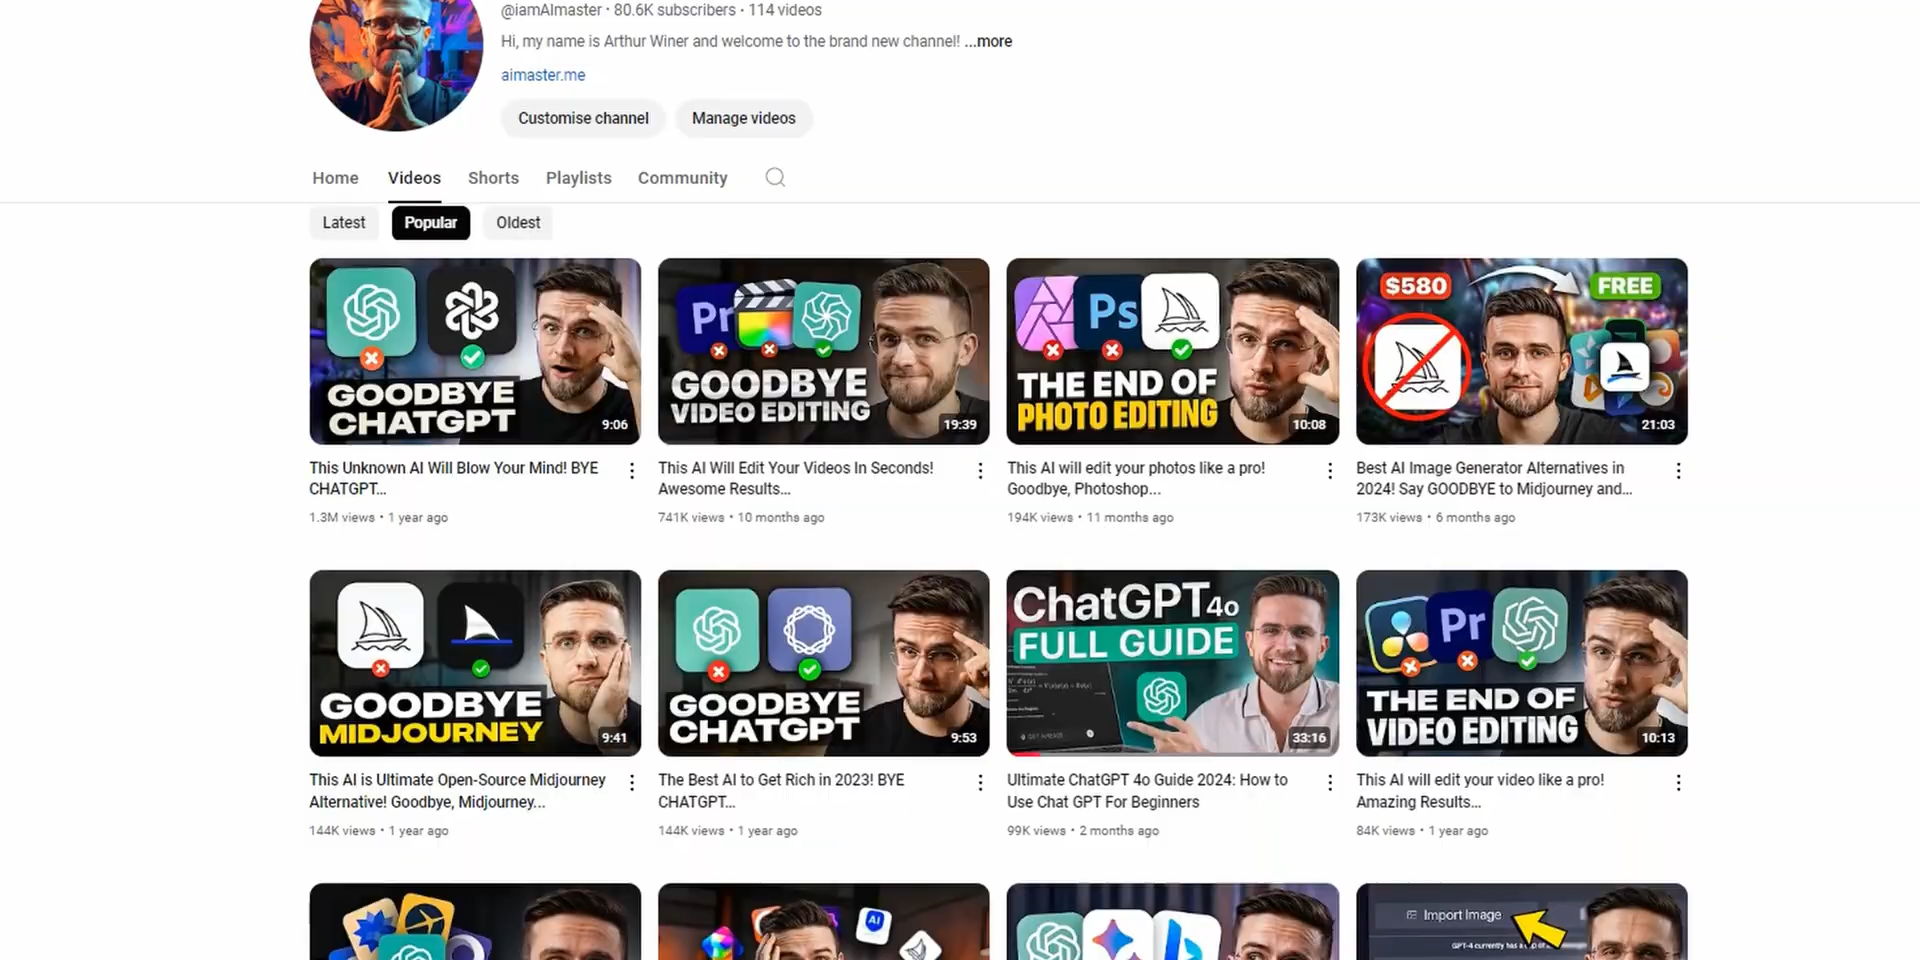 @iamAImaster · 80.6K subscribers · 114 videos
Hi, my name is Arthur Winer and welcome to the brand new channel! ...more
aimaster.me
Customise channel Manage videos
Home Videos Shorts Playlists Community
Latest Popular Oldest
GOODBYE
CHATGPT
9:06
Pr
GOODBYE
VIDEO EDITING
19:39
Ps
THE END OF
PHOTO EDITING
10:08
$580 FREE
21:03
This Unknown AI Will Blow Your Mind! BYE
CHATGPT...
1.3M views • 1 year ago
This AI Will Edit Your Videos In Seconds!
Awesome Results...
741K views • 10 months ago
This AI will edit your photos like a pro!
Goodbye, Photoshop...
194K views • 11 months ago
Best AI Image Generator Alternatives in
2024! Say GOODBYE to Midjourney and...
173K views • 6 months ago
GOODBYE
MIDJOURNEY
9:41
GOODBYE
CHATGPT
9:53
ChatGPT4o
FULL GUIDE
33:16
Pr
THE END OF
VIDEO EDITING
10:13
This AI is Ultimate Open-Source Midjourney
Alternative! Goodbye, Midjourney...
144K views • 1 year ago
The Best AI to Get Rich in 2023! BYE
CHATGPT...
144K views • 1 year ago
Ultimate ChatGPT 4o Guide 2024: How to
Use Chat GPT For Beginners
99K views • 2 months ago
This AI will edit your video like a pro!
Amazing Results...
84K views • 1 year ago
AI
Import Image
GPT-4 currently has a